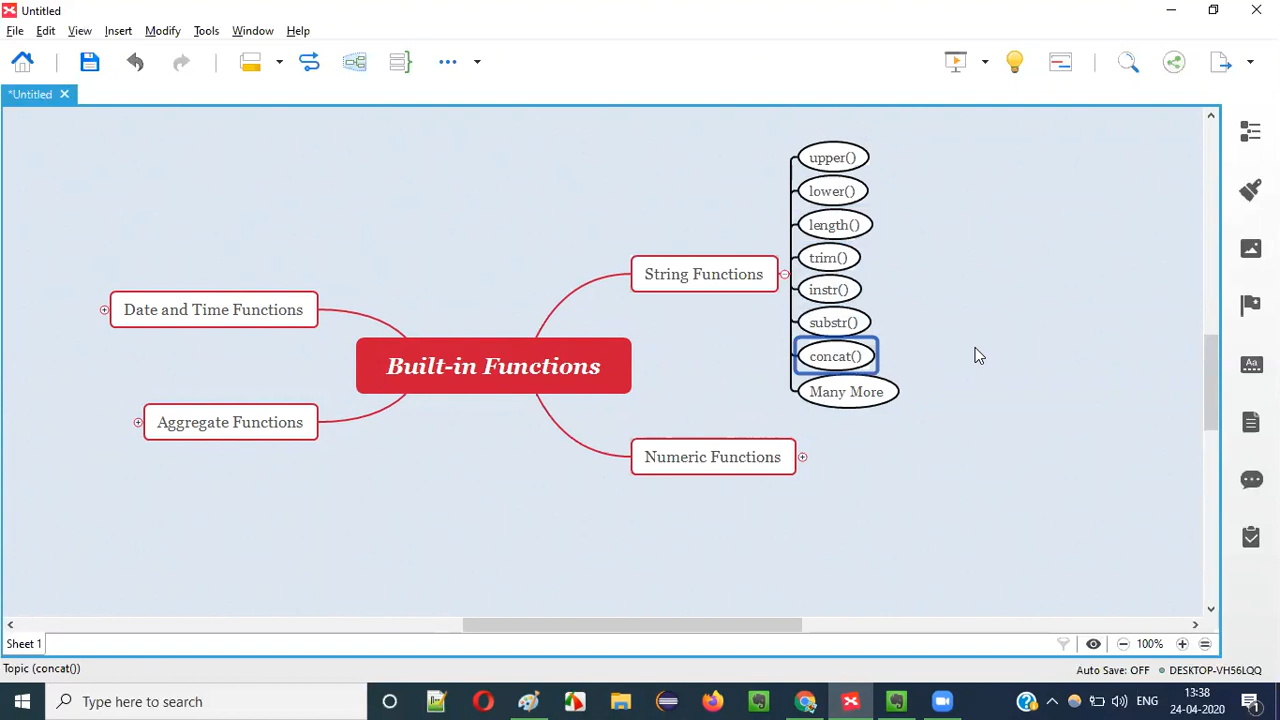 Untitled
File Edit View Insert Modify Tools Window Help
*Untitled
upper()
lower()
length()
trim()
instr()
substr()
concat()
Many More
String Functions
Date and Time Functions
Built-in Functions
Aggregate Functions
Numeric Functions
Aa
Sheet 1
100%
Topic (concat())
Auto Save: OFF DESKTOP-VH56LQQ
Type here to search
ENG
13:38
24-04-2020
1